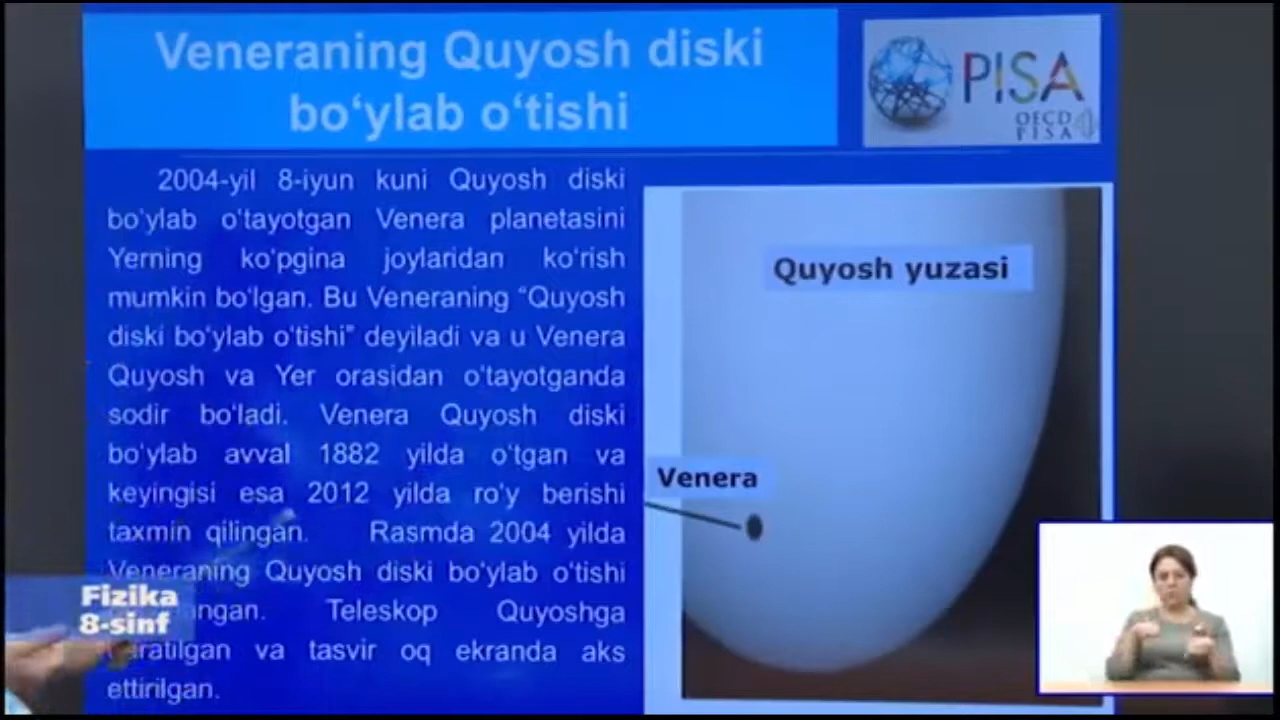 Veneraning Quyosh diski
bo‘ylab o‘tishi
PISA
OECD
PISA
2004-yil 8-iyun kuni Quyosh diski
bo‘ylab o‘tayotgan Venera planetasini
Yerning ko‘pgina joylaridan ko‘rish
mumkin bo‘lgan. Bu Veneraning “Quyosh
diski bo‘ylab o‘tishi” deyiladi va u Venera
Quyosh va Yer orasidan o‘tayotganda
sodir bo‘ladi. Venera Quyosh diski
bo‘ylab avval 1882 yilda o‘tgan va
keyingisi esa 2012 yilda ro‘y berishi
taxmin qilingan. Rasmda 2004 yilda
Veneraning Quyosh diski bo‘ylab o‘tishi
Teleskop Quyoshga
va tasvir oq ekranda aks
ettirilgan.
Quyosh yuzasi
Venera
Fizika
8-sinf